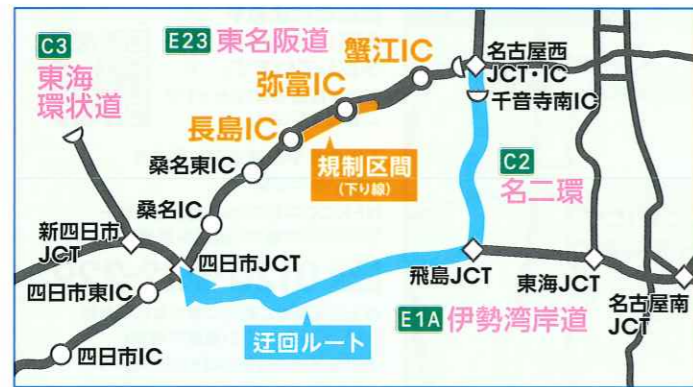 C3
東海
環状道
E23 東名阪道
蟹江IC
弥富IC
長島IC
名古屋西
JCT・IC
千音寺南IC
桑名東IC
規制区間
(下り線)
C2
名二環
桑名IC
新四日市
JCT
四日市JCT
飛島JCT
東海JCT
四日市東IC
名古屋南
JCT
E1A 伊勢湾岸道
迂回ルート
四日市IC